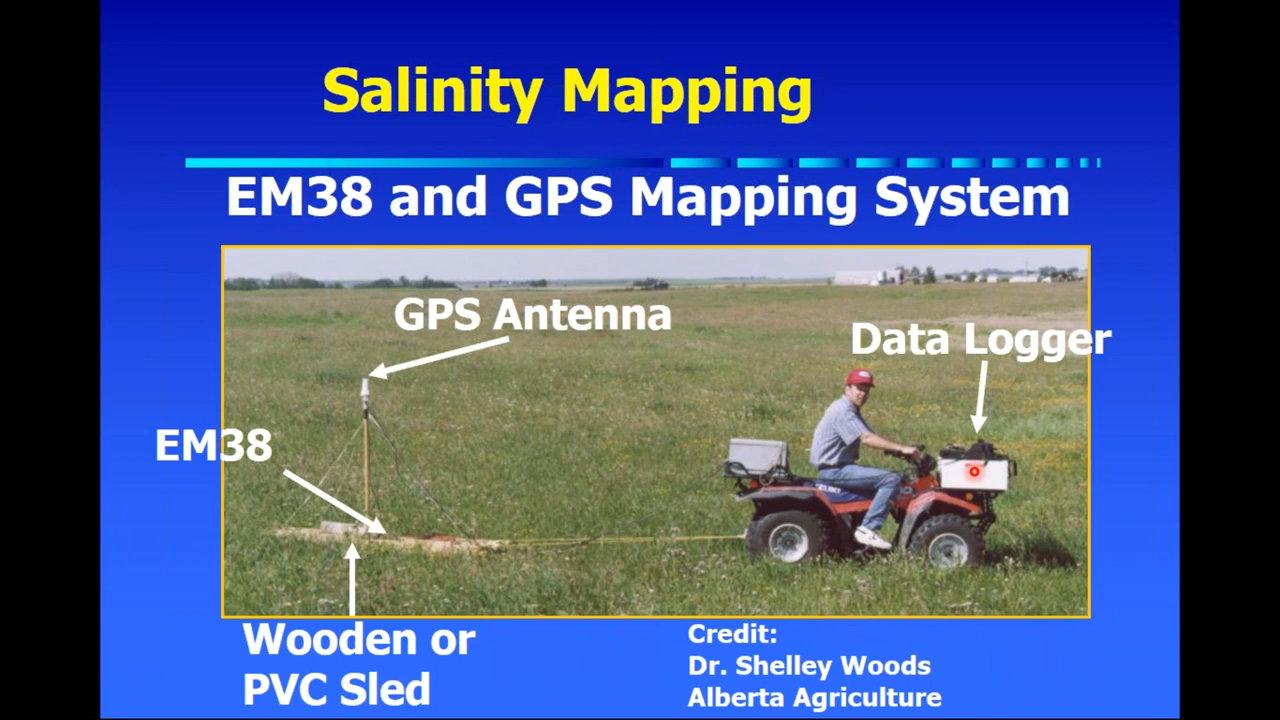 Salinity Mapping
EM38 and GPS Mapping System
GPS Antenna
Data Logger
EM38
Wooden or
PVC Sled
Credit:
Dr. Shelley Woods
Alberta Agriculture